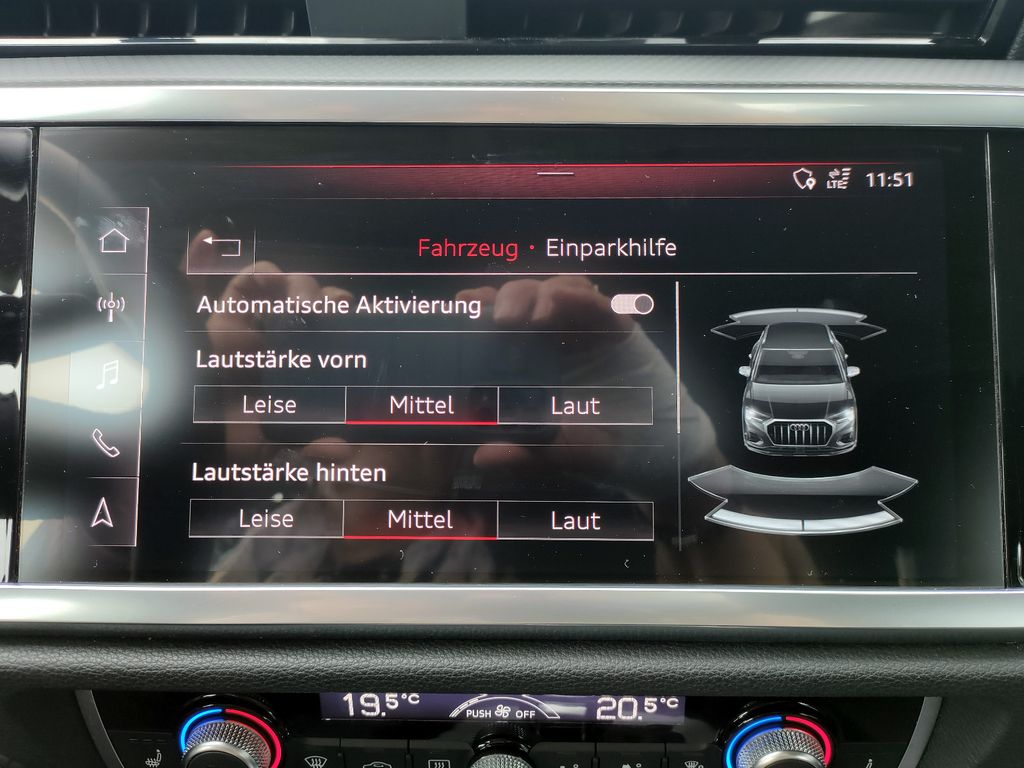 LTE 11:51
Fahrzeug · Einparkhilfe
Automatische Aktivierung
Lautstärke vorn
Leise Mittel Laut
Lautstärke hinten
Leise Mittel Laut
19.5°C PUSH OFF 20.5°C